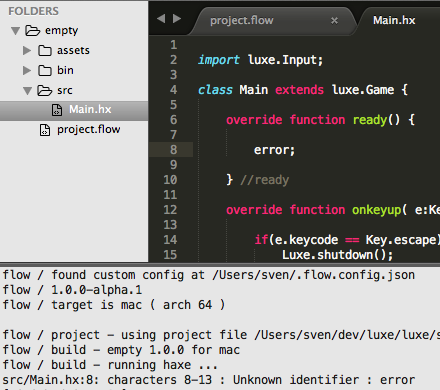 FOLDERS
empty
assets
bin
src
Main.hx
project.flow
project.flow × Main.hx
1
2 import luxe.Input;
3
4 class Main extends luxe.Game {
5
6 override function ready() {
7
8 error;
9
10 } //ready
11
12 override function onkeyup( e:Ke
13
14 if(e.keycode == Key.escape)
15 Luxe.shutdown();
flow / found custom config at /Users/sven/.flow.config.json
flow / 1.0.0-alpha.1
flow / target is mac ( arch 64 )
flow / project - using project file /Users/sven/dev/luxe/luxe/s
flow / build - empty 1.0.0 for mac
flow / build - running haxe ...
src/Main.hx:8: characters 8-13 : Unknown identifier : error